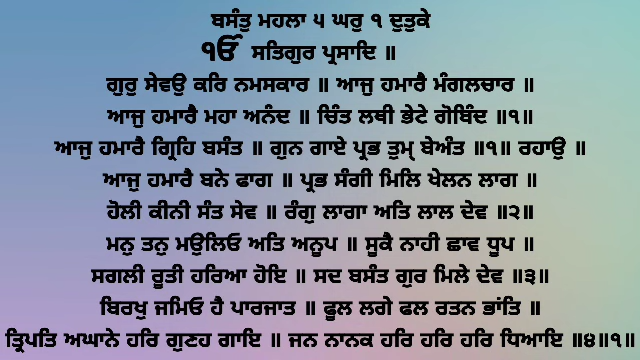 ਬਸੰਤੁ ਮਹਲਾ ੫ ਘਰੁ ੧ ਦੁਤੁਕੇ
ੴ ਸਤਿਗੁਰ ਪ੍ਰਸਾਦਿ ॥
ਗੁਰੁ ਸੇਵਉ ਕਰਿ ਨਮਸਕਾਰ ॥ ਆਜੁ ਹਮਾਰੈ ਮੰਗਲਚਾਰ ॥
ਆਜੁ ਹਮਾਰੈ ਮਹਾ ਅਨੰਦ ॥ ਚਿੰਤ ਲਥੀ ਭੇਟੇ ਗੋਬਿੰਦ ॥੧॥
ਆਜੁ ਹਮਾਰੈ ਗ੍ਰਿਹਿ ਬਸੰਤ ॥ ਗੁਨ ਗਾਏ ਪ੍ਰਭ ਤੁਮ੍ ਬੇਅੰਤ ॥੧॥ ਰਹਾਉ ॥
ਆਜੁ ਹਮਾਰੈ ਬਨੇ ਫਾਗ ॥ ਪ੍ਰਭ ਸੰਗੀ ਮਿਲਿ ਖੇਲਨ ਲਾਗ ॥
ਹੋਲੀ ਕੀਨੀ ਸੰਤ ਸੇਵ ॥ ਰੰਗੁ ਲਾਗਾ ਅਤਿ ਲਾਲ ਦੇਵ ॥੨॥
ਮਨੁ ਤਨੁ ਮਉਲਿਓ ਅਤਿ ਅਨੂਪ ॥ ਸੂਕੈ ਨਾਹੀ ਛਾਵ ਧੂਪ ॥
ਸਗਲੀ ਰੂਤੀ ਹਰਿਆ ਹੋਇ ॥ ਸਦ ਬਸੰਤ ਗੁਰ ਮਿਲੇ ਦੇਵ ॥੩॥
ਬਿਰਖੁ ਜਮਿਓ ਹੈ ਪਾਰਜਾਤ ॥ ਫੂਲ ਲਗੇ ਫਲ ਰਤਨ ਭਾਂਤਿ ॥
ਤ੍ਰਿਪਤਿ ਅਘਾਨੇ ਹਰਿ ਗੁਣਹ ਗਾਇ ॥ ਜਨ ਨਾਨਕ ਹਰਿ ਹਰਿ ਹਰਿ ਧਿਆਇ ॥੪॥੧॥